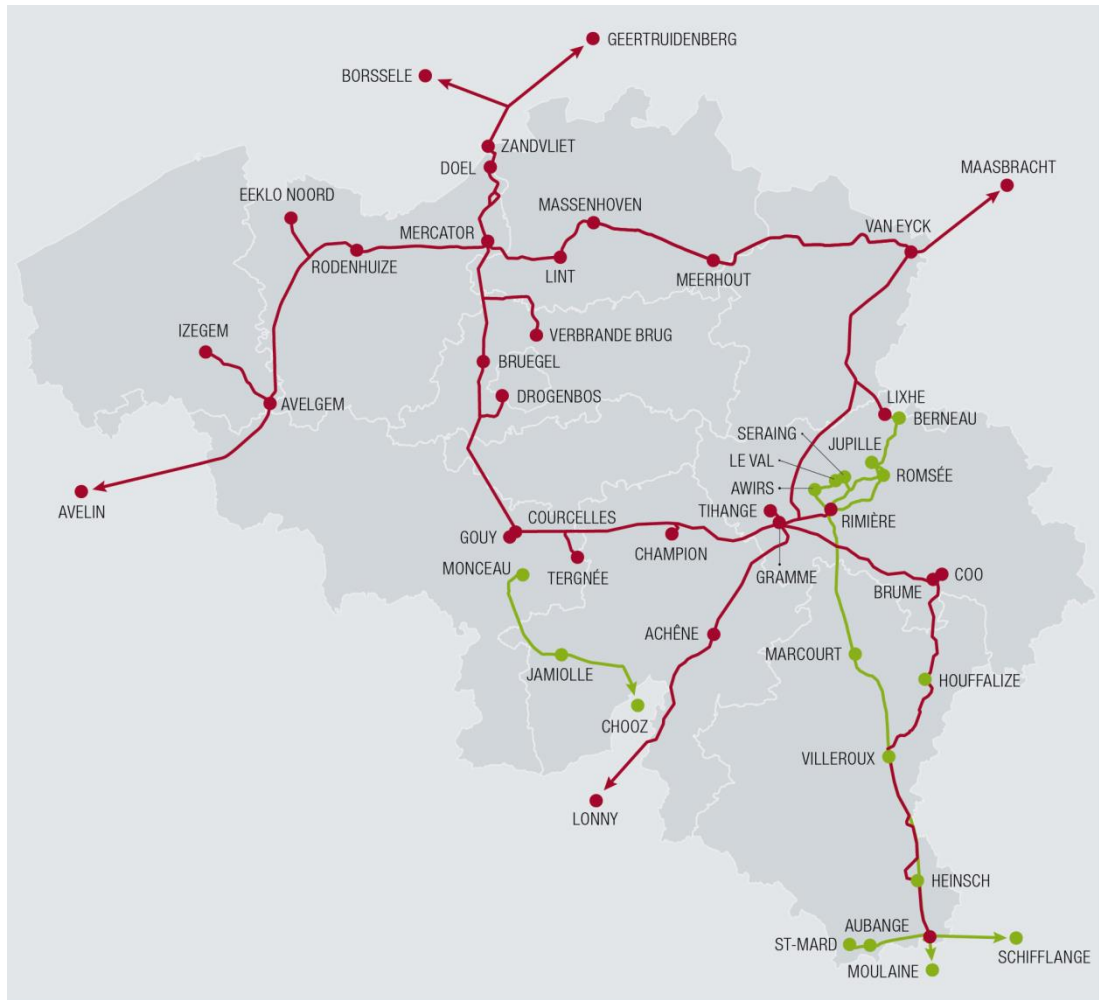 GEERTRUIDENBERG
BORSSELE
ZANDVLIET
DOEL
MAASBRACHT
EEKLO NOORD
MASSENHOVEN
MERCATOR
VAN EYCK
RODENHUIZE
LINT
MEERHOUT
IZEGEM
VERBRANDE BRUG
BRUEGEL
DROGENBOS
AVELGEM
LIXHE
BERNEAU
SERAING
JUPILLE
LE VAL
ROMSÉE
AWIRS
AVELIN
TIHANGE
RIMIÈRE
COURCELLES
GOUY
CHAMPION
MONCEAU
TERGNÉE
GRAMME
COO
BRUME
ACHÊNE
MARCOURT
JAMIOLLE
HOUFFALIZE
CHOOZ
VILLEROUX
LONNY
HEINSCH
AUBANGE
ST-MARD
SCHIFFLANGE
MOULAINE